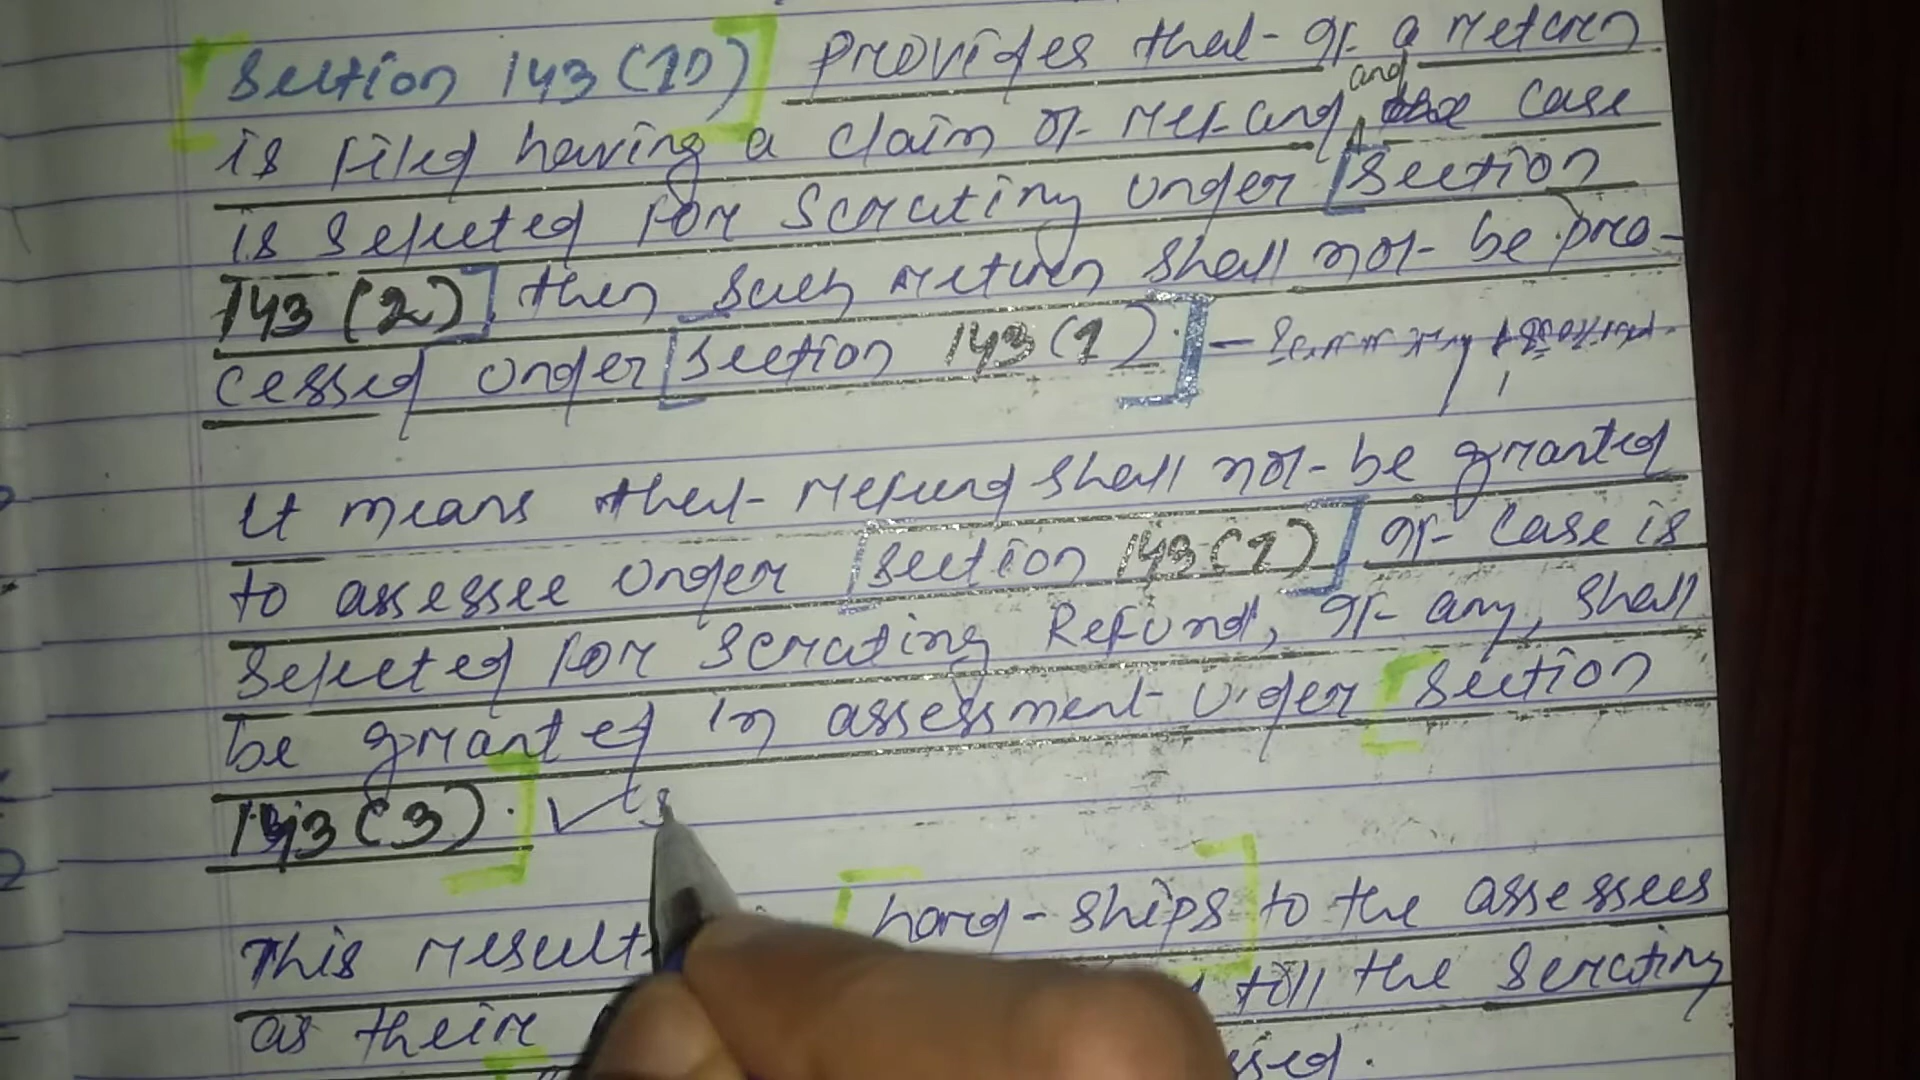 Section 143 (1D) provides that if a return
is filed having a claim of refund and case
is selected for scrutiny under Section
143 (2) then such return shall not be pro-
cessed under Section 143 (1). -
It means that refund shall not be granted
to assessee under Section 143 (1) if case is
selected for scrutiny Refund, if any, shall
be granted in assessment under Section
143 (3).
This results hard-ships to the assessees
as their till the scrutiny